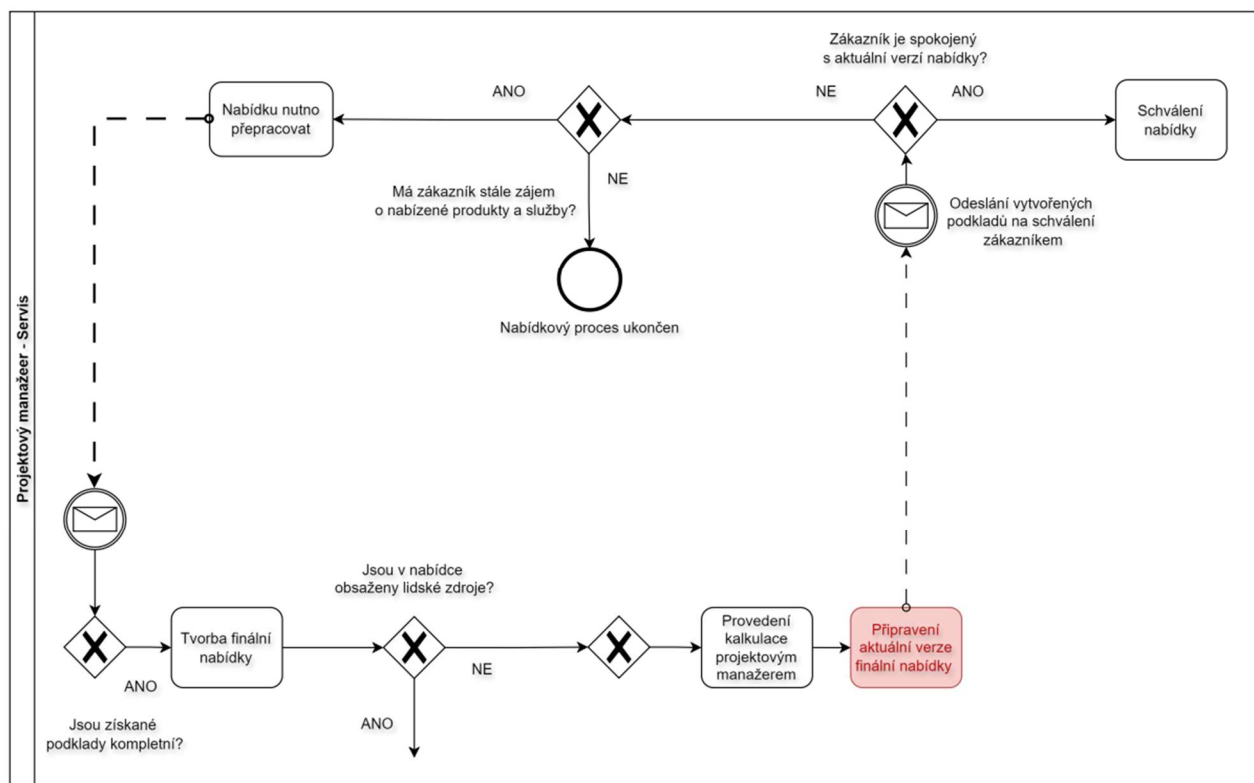 Projektový manažeer - Servis
Zákazník je spokojený
s aktuální verzí nabídky?
Nabídku nutno
přepracovat
ANO
NE
ANO
Schválení
nabídky
NE
Má zákazník stále zájem
o nabízené produkty a služby?
Odeslání vytvořených
podkladů na schválení
zákazníkem
Nabídkový proces ukončen
Jsou v nabídce
obsaženy lidské zdroje?
Tvorba finální
nabídky
Provedení
kalkulace
projektovým
manažerem
Připravení
aktuální verze
finální nabídky
ANO
NE
Jsou získané
podklady kompletní?
ANO